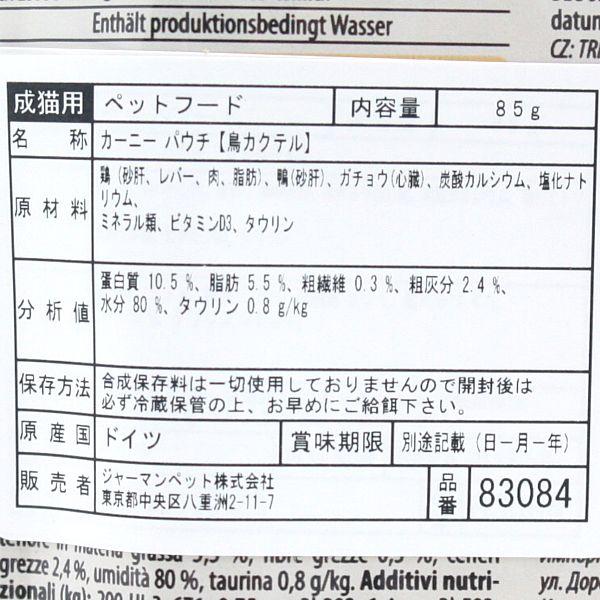 Enthält produktionsbedingt Wasser
datum
CZ: TRI
成猫用 ペットフード 内容量 85g
名称 カーニー パウチ【鳥カクテル】
原材料 鶏(砂肝、レバー、肉、脂肪)、鴨(砂肝)、ガチョウ(心臓)、炭酸カルシウム、塩化ナト
リウム、
ミネラル類、ビタミンD3、タウリン
分析値 蛋白質 10.5 %、脂肪 5.5 %、粗繊維 0.3 %、粗灰分 2.4 %、
水分 80 %、タウリン 0.8 g/kg
保存方法 合成保存料は一切使用しておりませんので開封後は
必ず冷蔵保管の上、お早めにご給餌下さい。
原産国 ドイツ 賞味期限 別途記載(日ー月ー年)
販売者 ジャーマンペット株式会社
東京都中央区八重洲2-11-7
品番 83084
grezze 2,4 %, umidità 80 %, taurina 0,8 g/kg. Additivi nutri-
ул. Доро